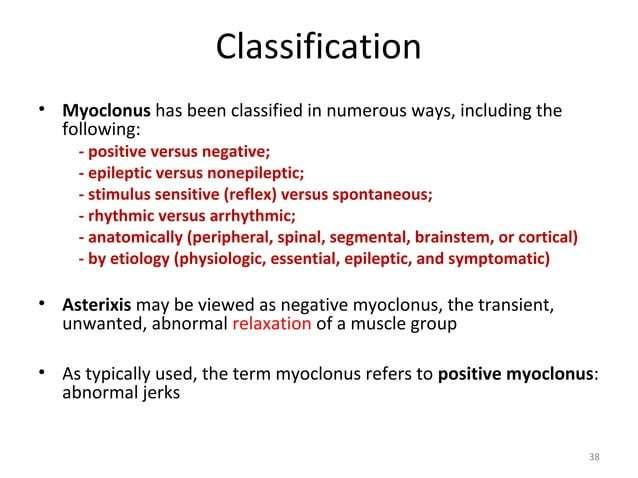 Classification
• Myoclonus has been classified in numerous ways, including the
following:
- positive versus negative;
- epileptic versus nonepileptic;
- stimulus sensitive (reflex) versus spontaneous;
- rhythmic versus arrhythmic;
- anatomically (peripheral, spinal, segmental, brainstem, or cortical)
- by etiology (physiologic, essential, epileptic, and symptomatic)
• Asterixis may be viewed as negative myoclonus, the transient,
unwanted, abnormal relaxation of a muscle group
• As typically used, the term myoclonus refers to positive myoclonus:
abnormal jerks
38